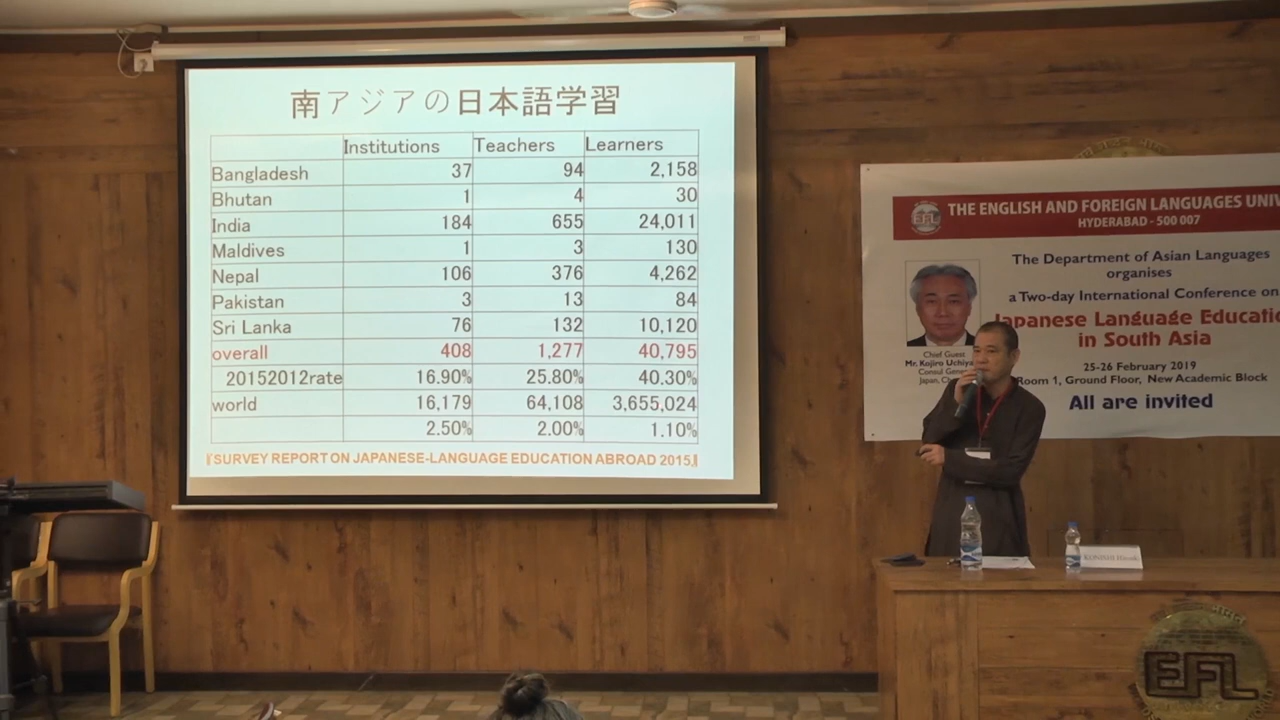 南アジアの日本語学習
Institutions Teachers Learners
Bangladesh 37 94 2,158
Bhutan 1 4 30
India 184 655 24,011
Maldives 1 3 130
Nepal 106 376 4,262
Pakistan 3 13 84
Sri Lanka 76 132 10,120
overall 408 1,277 40,795
20152012rate 16.90% 25.80% 40.30%
world 16,179 64,108 3,655,024
2.50% 2.00% 1.10%
『SURVEY REPORT ON JAPANESE-LANGUAGE EDUCATION ABROAD 2015』
EFL
THE ENGLISH AND FOREIGN LANGUAGES UNIV
HYDERABAD - 500 007
The Department of Asian Languages
organises
a Two-day International Conference on
Japanese Language Educatio
in South Asia
25-26 February 2019
Room 1, Ground Floor, New Academic Block
All are invited
Chief Guest
Mr. Kojiro Uchiya
Consul Gene
Japan, Ch
KONISHI
EFL